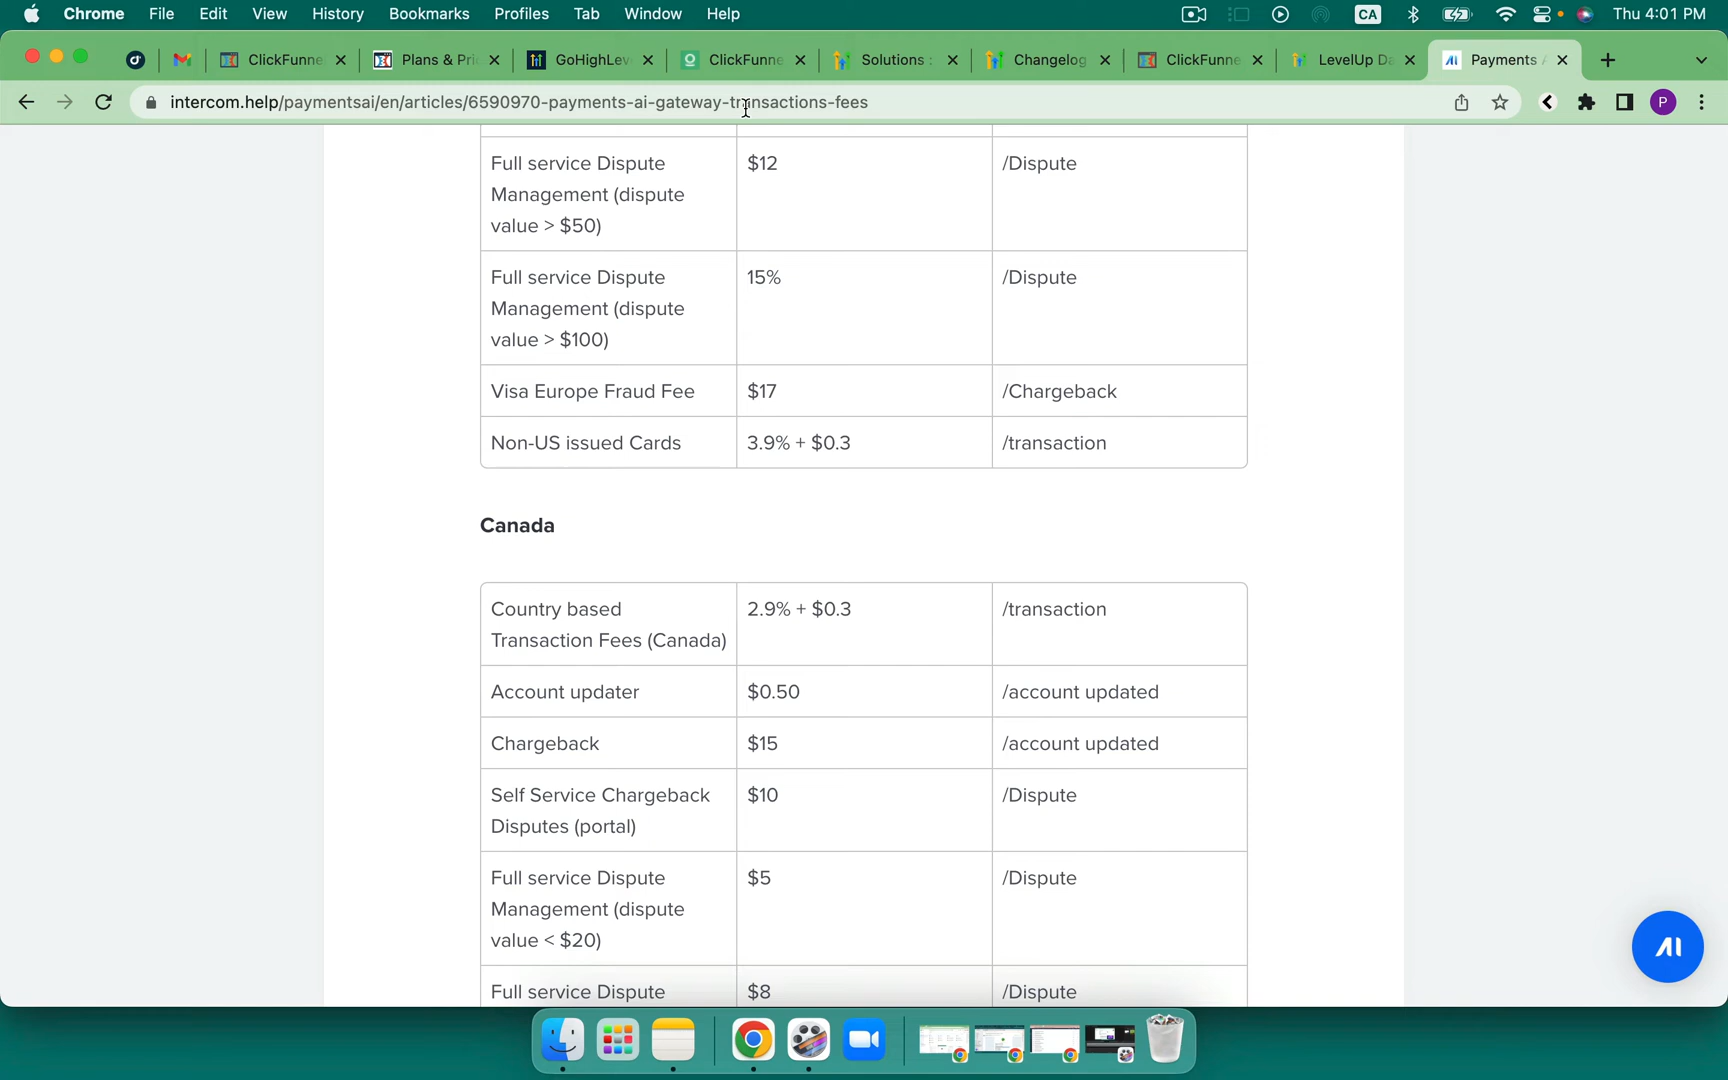 Chrome File Edit View History Bookmarks Profiles Tab Window Help CA Thu 4:01 PM
ClickFunne Plans & Pri GoHighLev ClickFunne Solutions : Changelog ClickFunne LevelUp Da Payments A
intercom.help/paymentsai/en/articles/6590970-payments-ai-gateway-transactions-fees P
Full service Dispute $12 /Dispute
Management (dispute
value > $50)
Full service Dispute 15% /Dispute
Management (dispute
value > $100)
Visa Europe Fraud Fee $17 /Chargeback
Non-US issued Cards 3.9% + $0.3 /transaction
Canada
Country based 2.9% + $0.3 /transaction
Transaction Fees (Canada)
Account updater $0.50 /account updated
Chargeback $15 /account updated
Self Service Chargeback $10 /Dispute
Disputes (portal)
Full service Dispute $5 /Dispute
Management (dispute
value < $20)
Full service Dispute $8 /Dispute